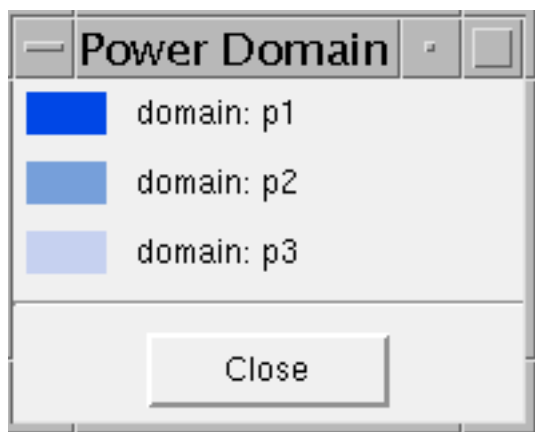 Power Domain
domain: p1
domain: p2
domain: p3
Close